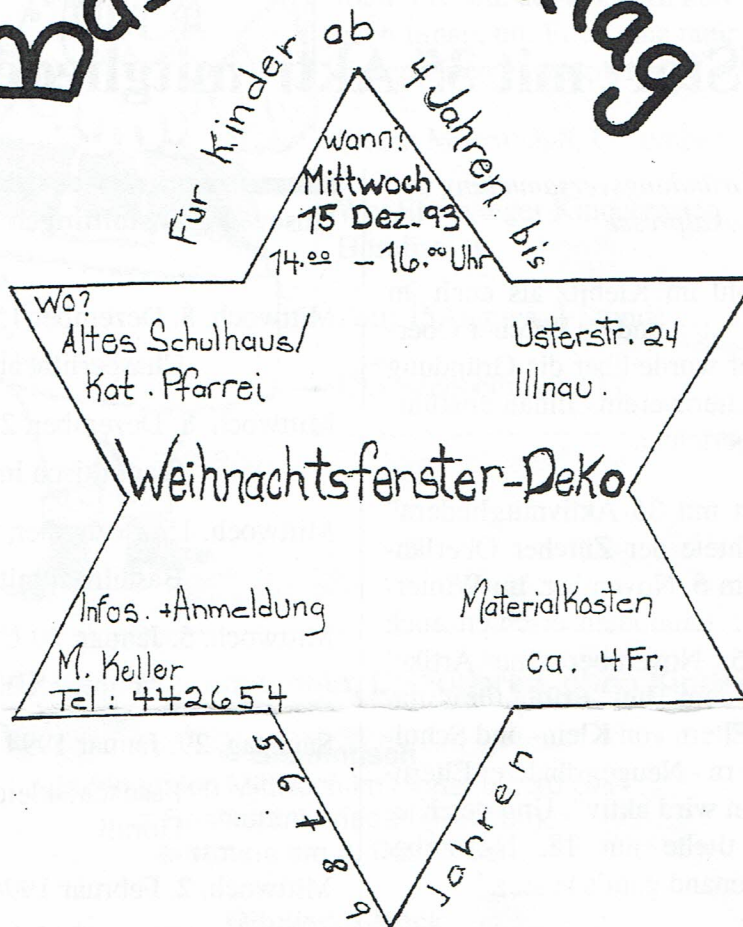 Bas tag
Für Kinder ab 4 Jahren bis
Wann?
Mittwoch
15 Dez. 93
14.00 - 16.00 Uhr
Wo?
Altes Schulhaus/ Usterstr. 24
Kat. Pfarrei Illnau.
Weihnachtsfenster-Deko
Infos. + Anmeldung Materialkosten
M. Keller ca. 4 Fr.
Tel. 442654
5 6 7 8 9 Jahren